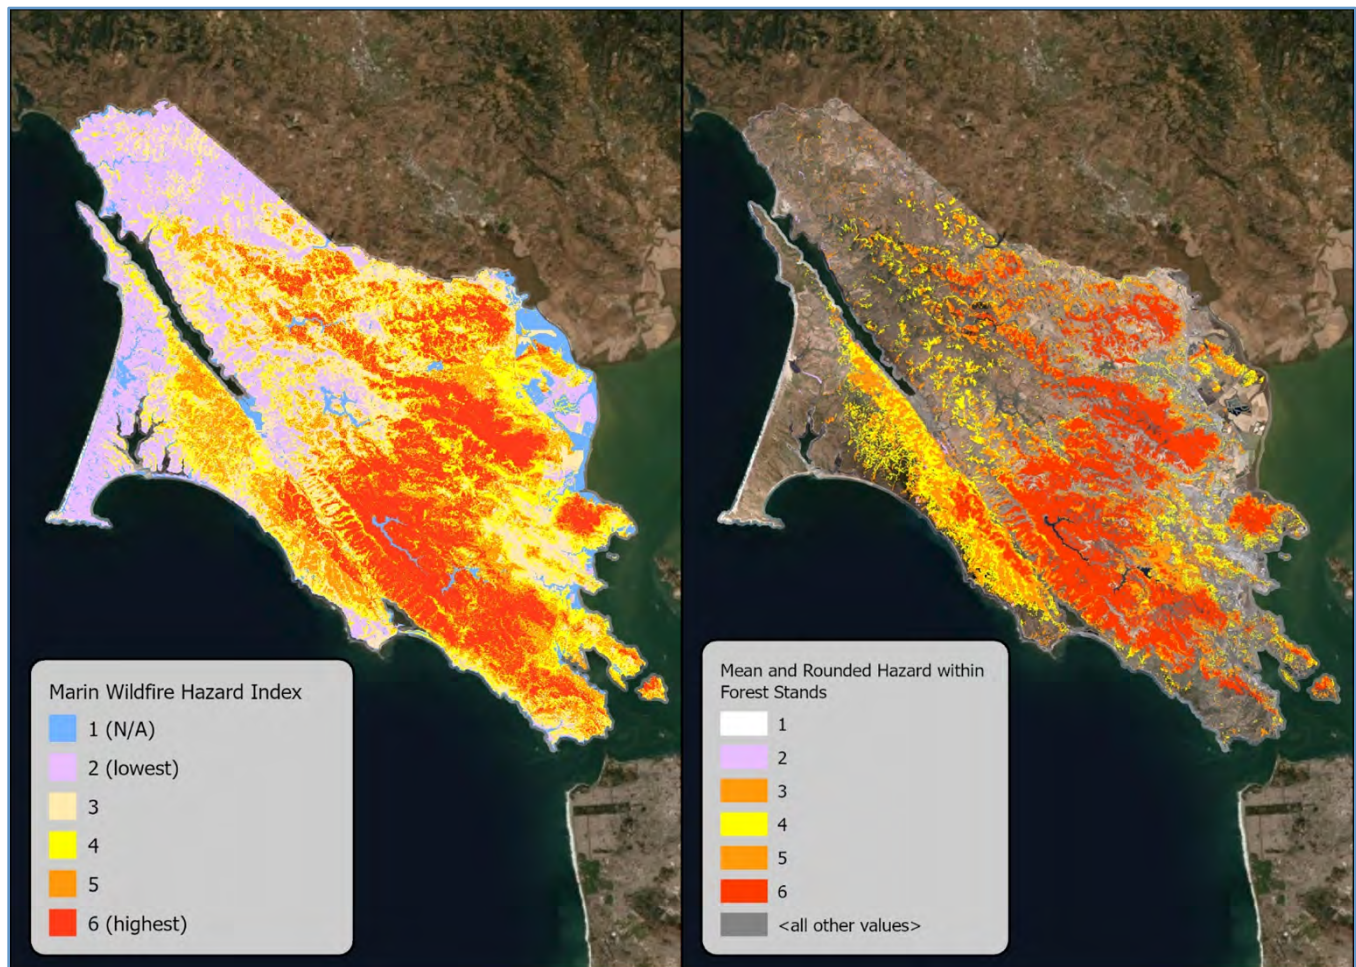 Marin Wildfire Hazard Index
1 (N/A)
2 (lowest)
3
4
5
6 (highest)
Mean and Rounded Hazard within
Forest Stands
1
2
3
4
5
6
<all other values>